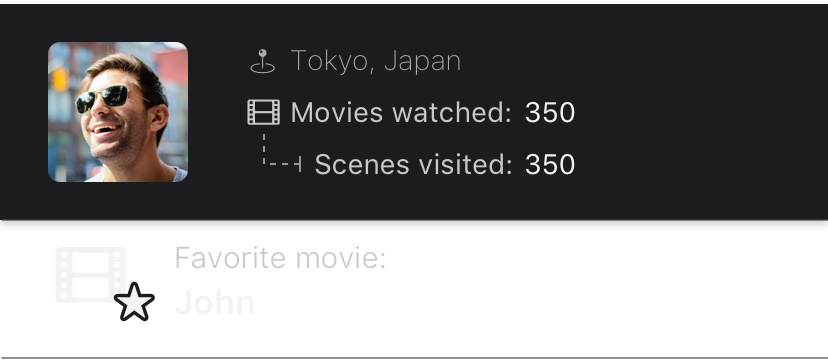 Tokyo, Japan
Movies watched: 350
Scenes visited: 350
Favorite movie:
John